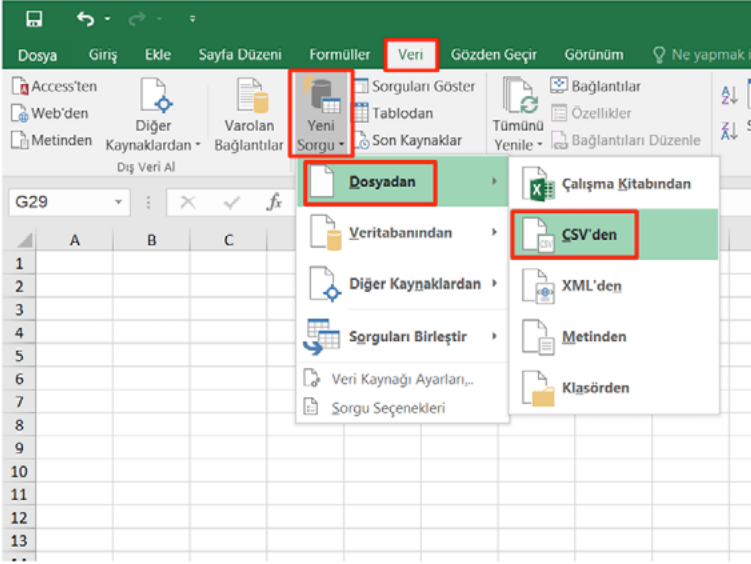 Dosya Giriş Ekle Sayfa Düzeni Formüller Veri Gözden Geçir Görünüm Ne yapmak i
Access'ten
Web'den
Metinden
Diğer
Kaynaklardan
Varolan
Bağlantılar
Dış Veri Al
Yeni
Sorgu
Sorguları Göster
Tablodan
Son Kaynaklar
Tümünü
Yenile
Bağlantılar
Özellikler
Bağlantıları Düzenle
G29
fx
A B C
1
2
3
4
5
6
7
8
9
10
11
12
13
Dosyadan
Veritabanından
Diğer Kaynaklardan
Sorguları Birleştir
Veri Kaynağı Ayarları...
Sorgu Seçenekleri
Çalışma Kitabından
CSV'den
XML'den
Metinden
Klasörden